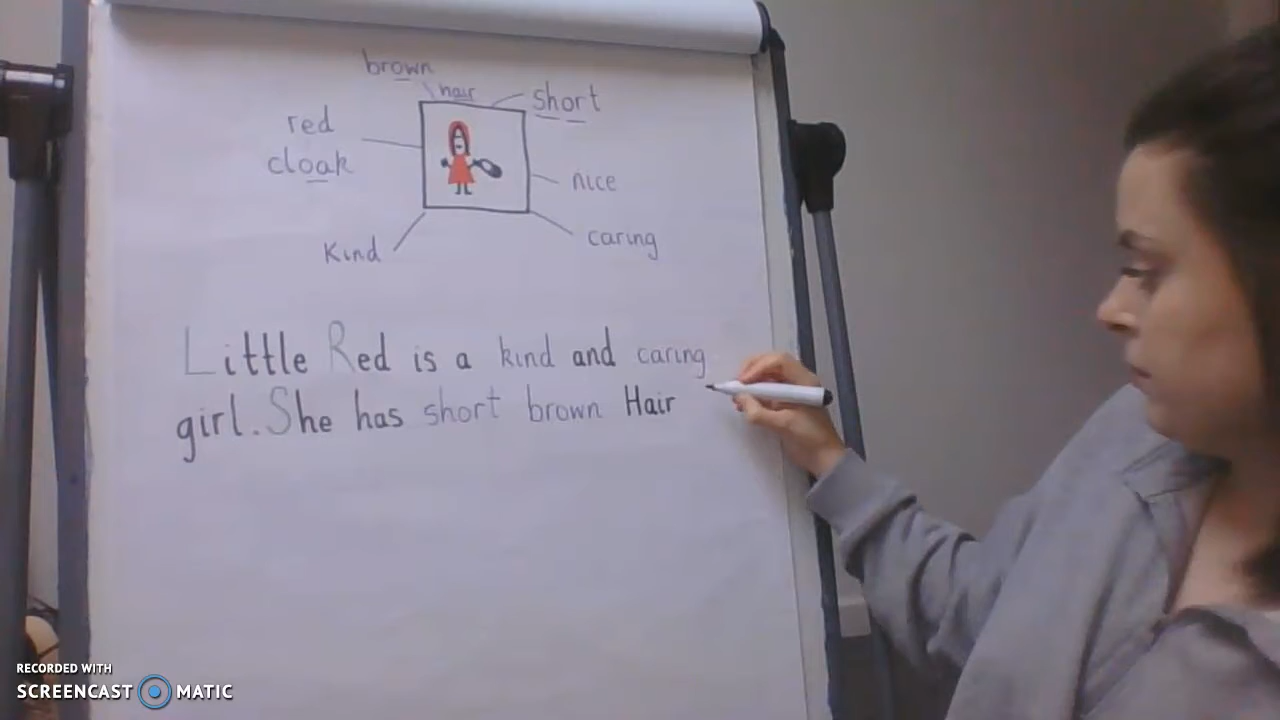 brown
hair
short
red
cloak
nice
kind
caring
Little Red is a kind and caring
girl. She has short brown Hair
RECORDED WITH
SCREENCAST MATIC